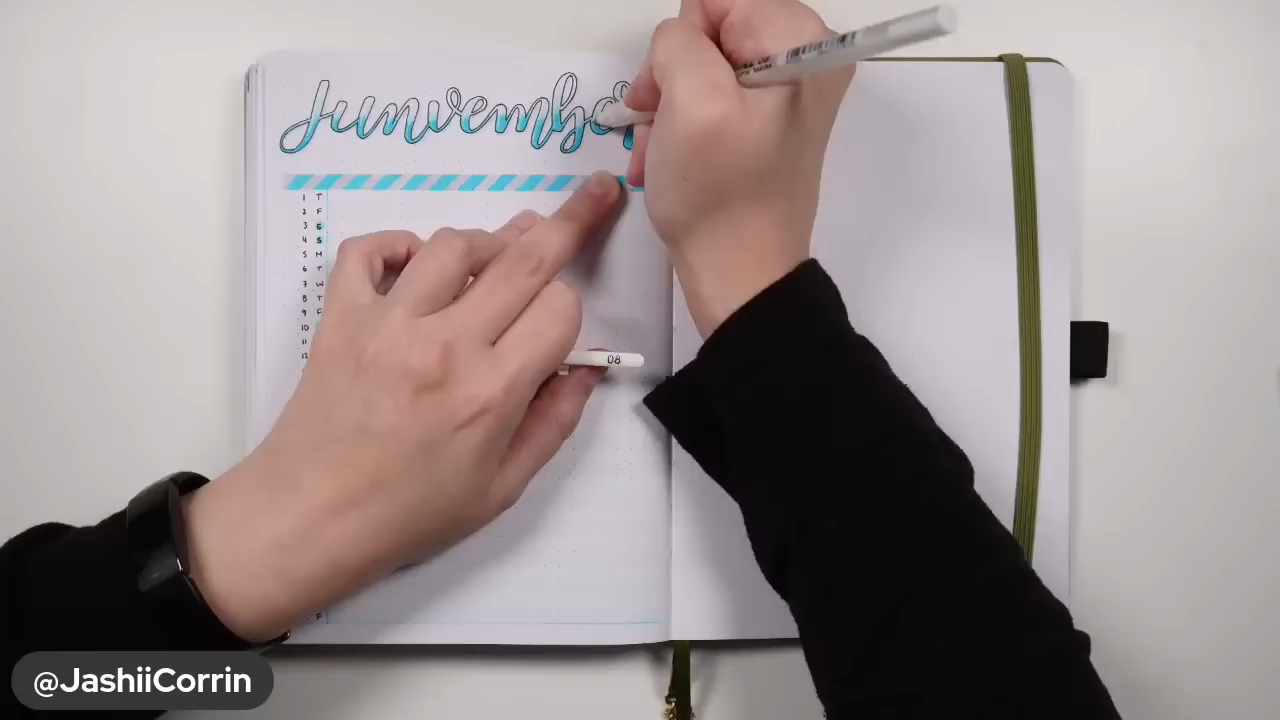 Junvember
1 T
2 F
3 S
4 S
5 M
6 T
7 W
8 T
9 F
10
11
12
08
F
@JashiiCorrin